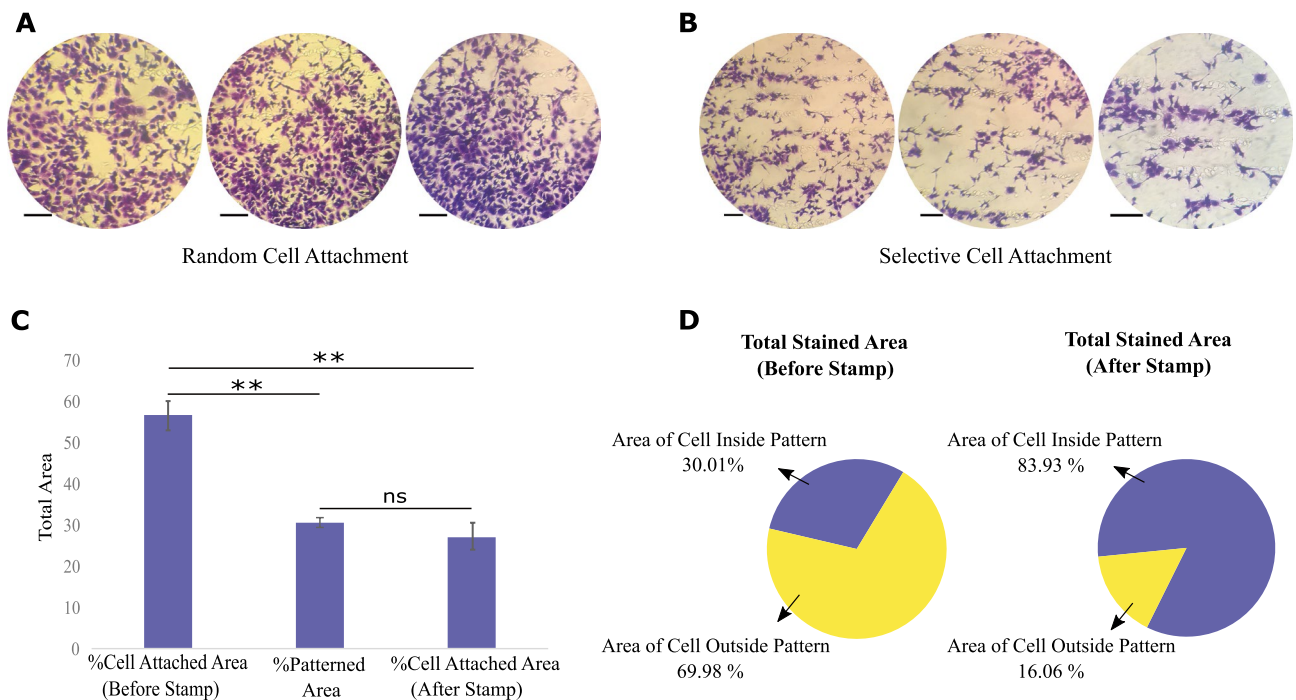 A
B
Random Cell Attachment
Selective Cell Attachment
C
Total Area
70
60
50
40
30
20
10
0
**
**
ns
%Cell Attached Area
(Before Stamp)
%Patterned
Area
%Cell Attached Area
(After Stamp)
D
Total Stained Area
(Before Stamp)
Area of Cell Inside Pattern
30.01%
Area of Cell Outside Pattern
69.98 %
Total Stained Area
(After Stamp)
Area of Cell Inside Pattern
83.93 %
Area of Cell Outside Pattern
16.06 %